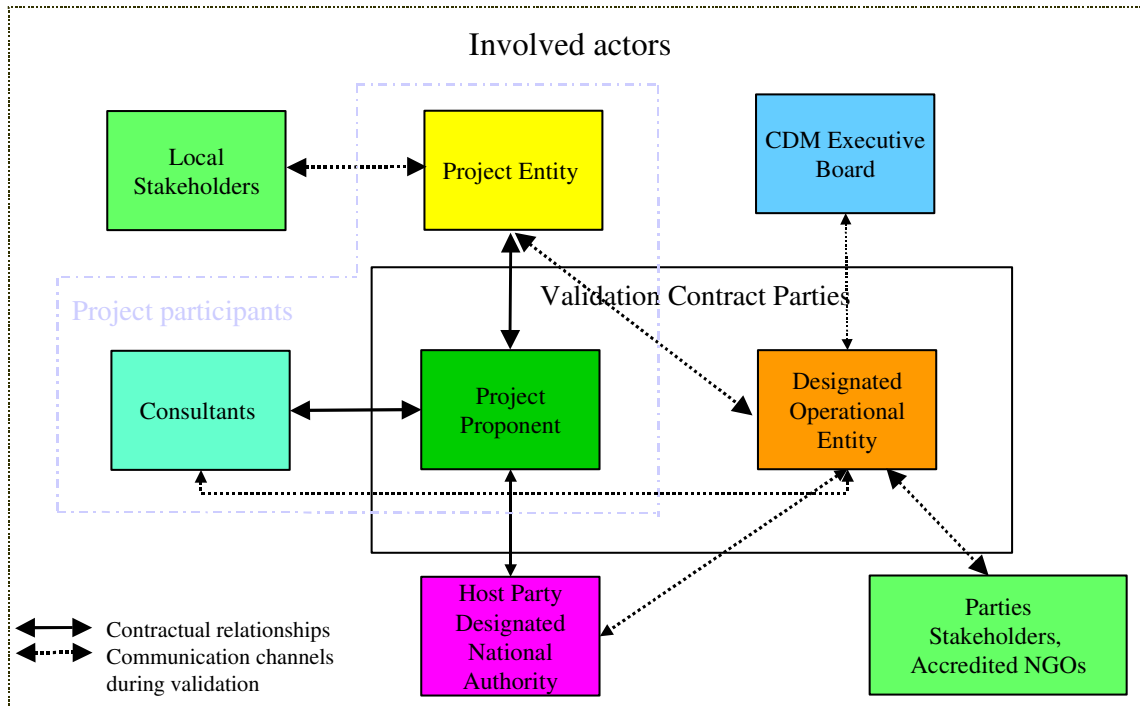 Involved actors
Local
Stakeholders
Project Entity
CDM Executive
Board
Project participants
Validation Contract Parties
Consultants
Project
Proponent
Designated
Operational
Entity
Host Party
Designated
National
Authority
Parties
Stakeholders,
Accredited NGOs
Contractual relationships
Communication channels
during validation